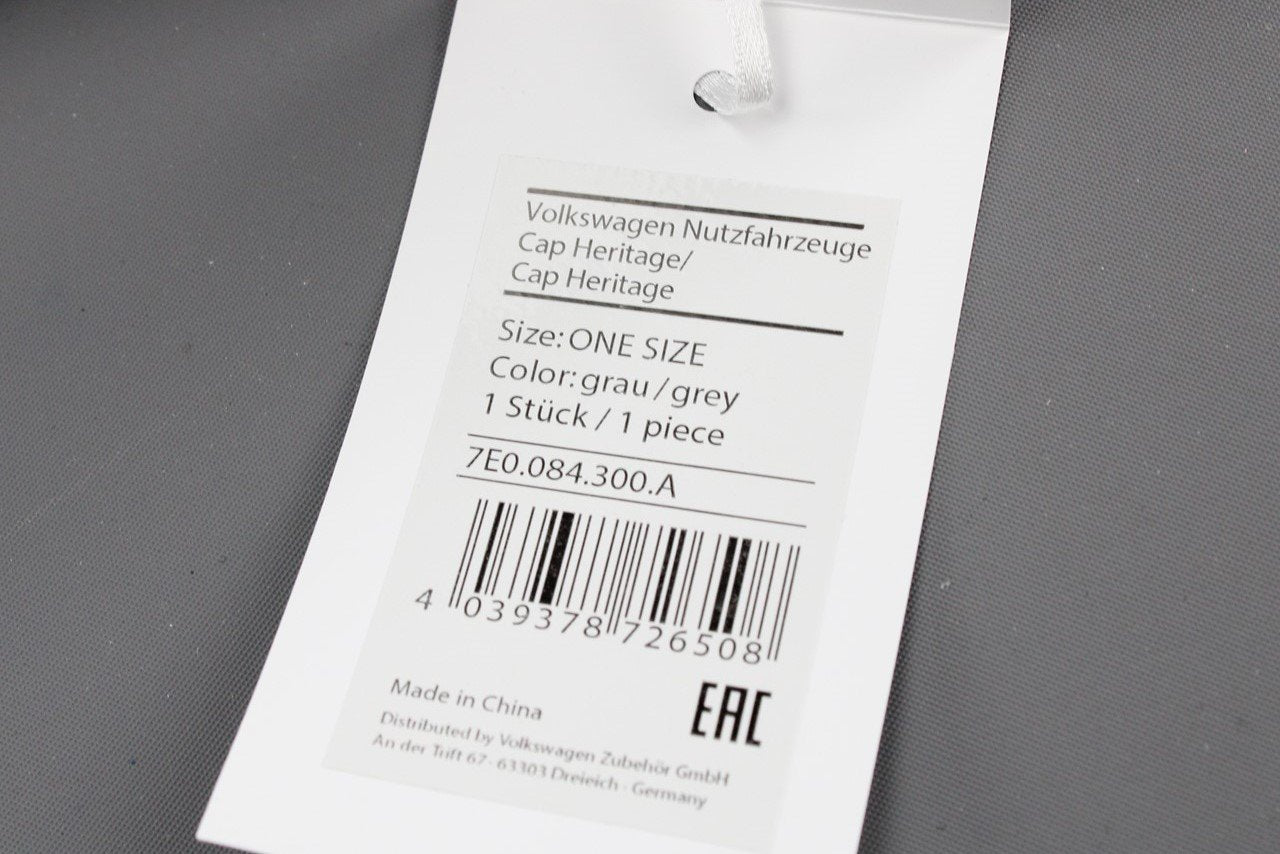 Volkswagen Nutzfahrzeuge
Cap Heritage/
Cap Heritage
Size: ONE SIZE
Color: grau / grey
1 Stück / 1 piece
7E0.084.300.A
4 039378 726508
Made in China
EAC
Distributed by Volkswagen Zubehör GmbH
An der Trift 67 · 63303 Dreieich · Germany